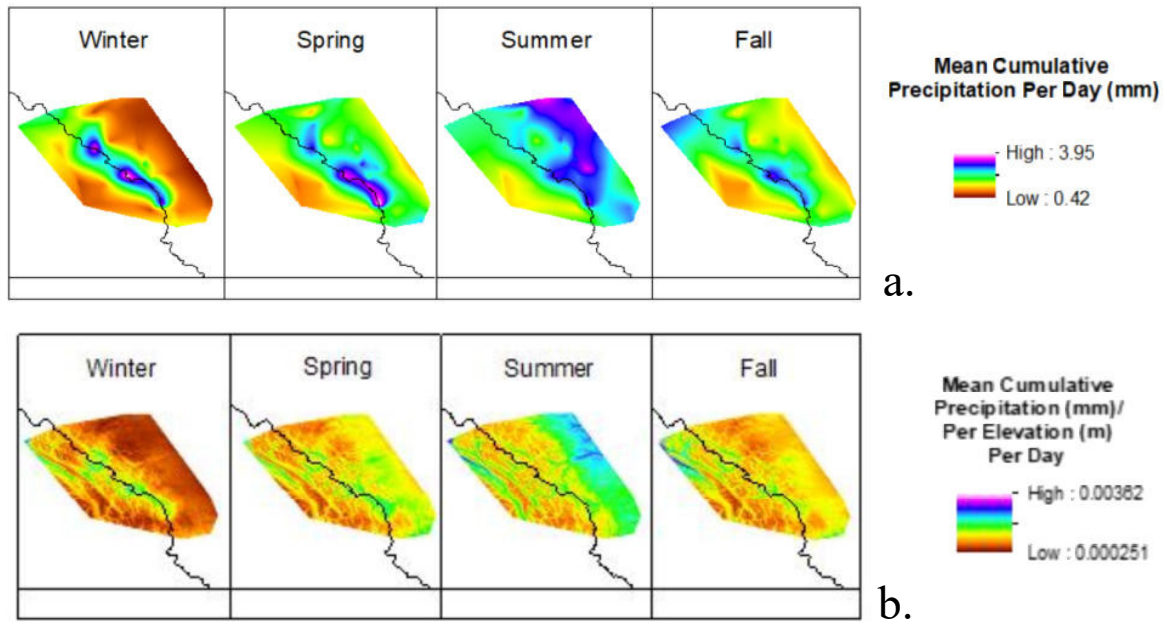 Winter
Spring
Summer
Fall
Mean Cumulative
Precipitation Per Day (mm)
High : 3.95
Low : 0.42
a.
Winter
Spring
Summer
Fall
Mean Cumulative
Precipitation (mm)/
Per Elevation (m)
Per Day
High : 0.00362
Low : 0.000251
b.